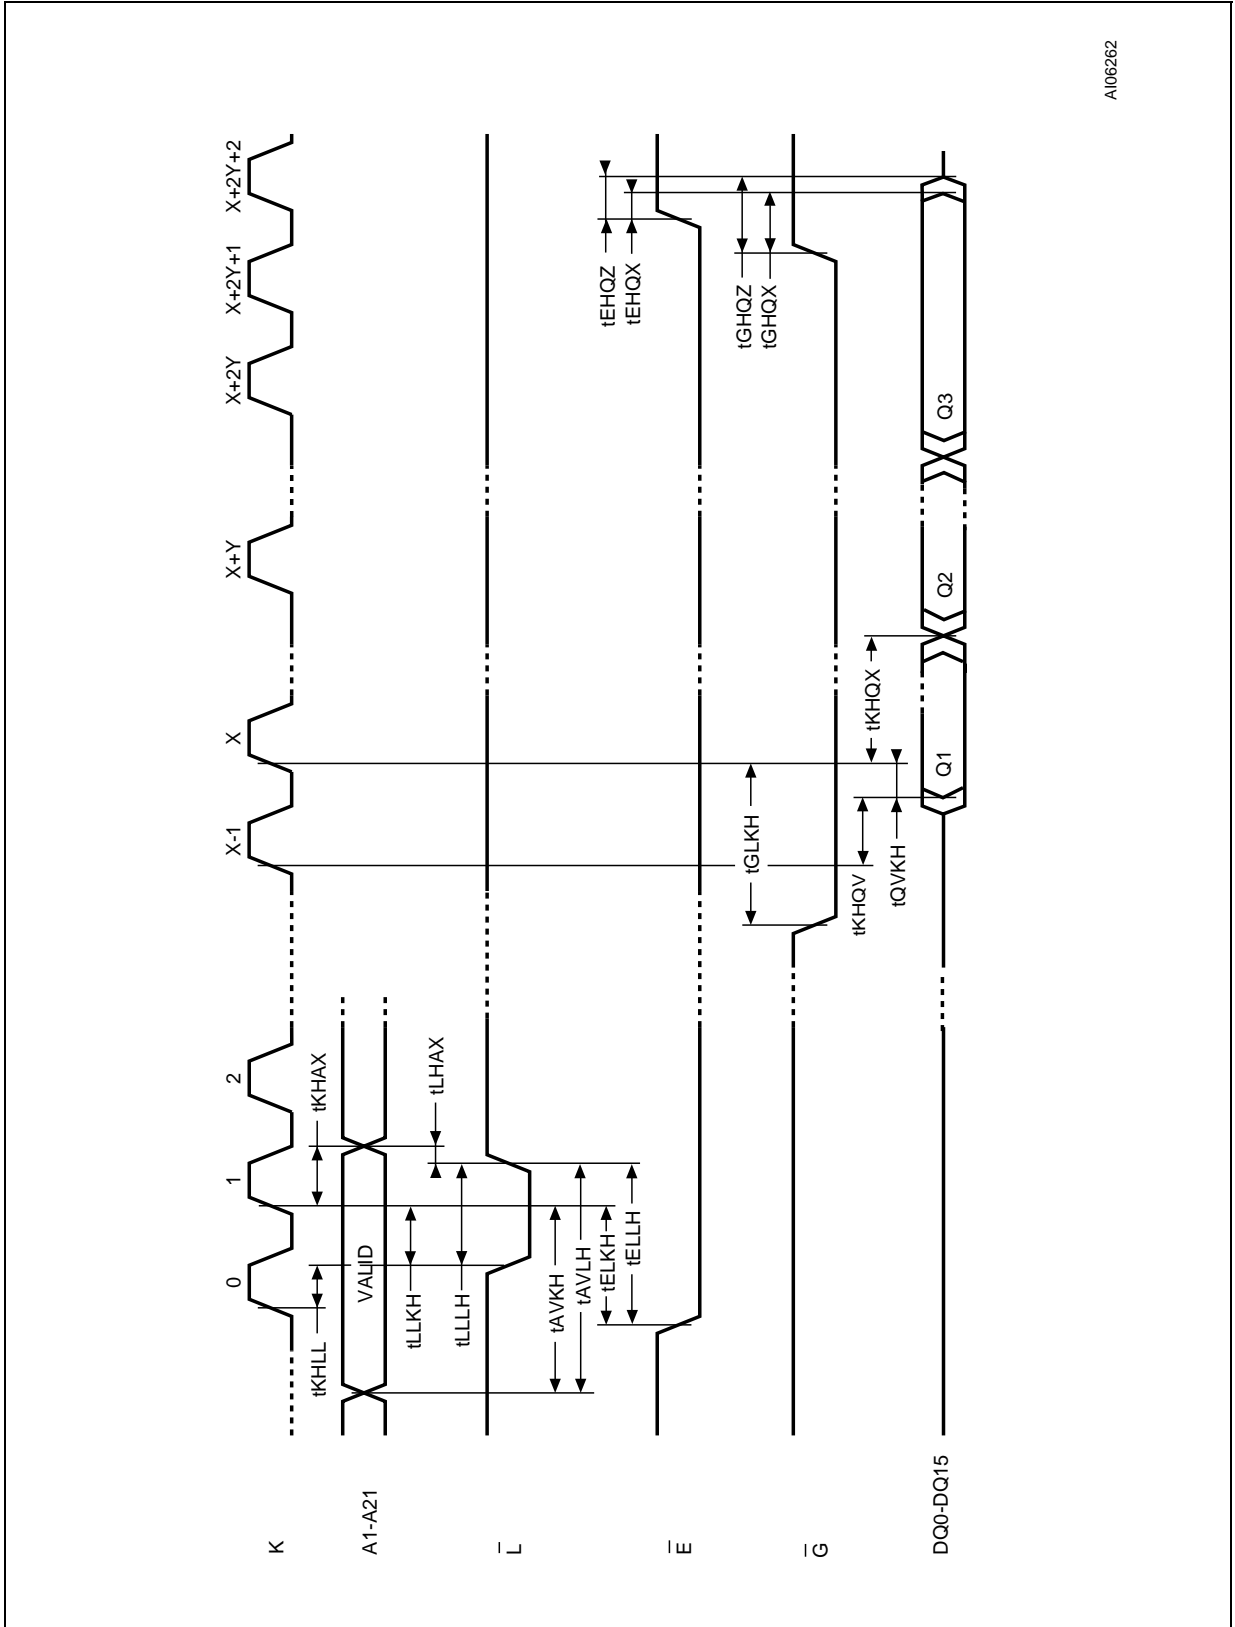 AI06262
0
1
2
X-1
X
X+Y
X+2Y
X+2Y+1
X+2Y+2
K
tKHLL
tKHAX
A1-A21
VALID
tLLKH
tLHAX
tLLLH
L
tAVKH
tAVLH
tELKH
tELLH
tEHQZ
tEHQX
E
tGLKH
tGHQZ
tGHQX
G
tKHQV
tKHQX
tQVKH
DQ0-DQ15
Q1
Q2
Q3